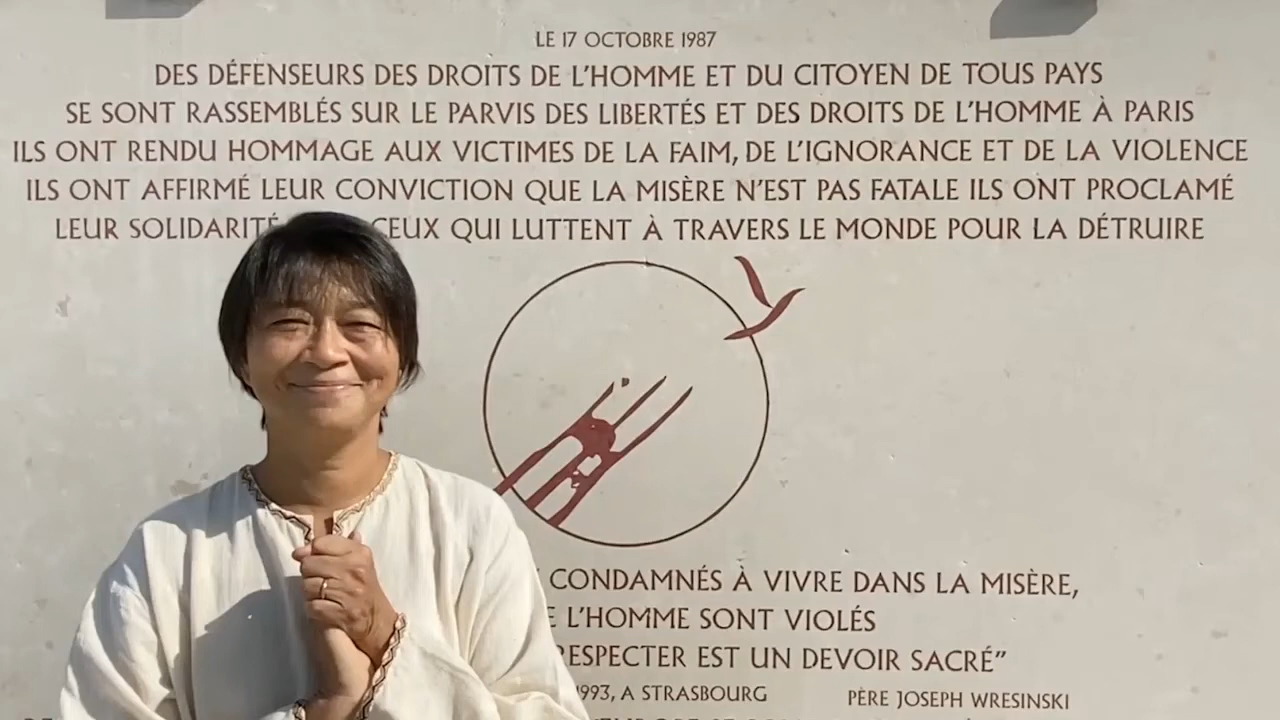 LE 17 OCTOBRE 1987
DES DÉFENSEURS DES DROITS DE L'HOMME ET DU CITOYEN DE TOUS PAYS
SE SONT RASSEMBLÉS SUR LE PARVIS DES LIBERTÉS ET DES DROITS DE L'HOMME À PARIS
ILS ONT RENDU HOMMAGE AUX VICTIMES DE LA FAIM, DE L'IGNORANCE ET DE LA VIOLENCE
ILS ONT AFFIRMÉ LEUR CONVICTION QUE LA MISÈRE N'EST PAS FATALE ILS ONT PROCLAMÉ
LEUR SOLIDARITÉ CEUX QUI LUTTENT À TRAVERS LE MONDE POUR LA DÉTRUIRE
CONDAMNÉS À VIVRE DANS LA MISÈRE,
L'HOMME SONT VIOLÉS
RESPECTER EST UN DEVOIR SACRÉ”
1993, A STRASBOURG PÈRE JOSEPH WRESINSKI